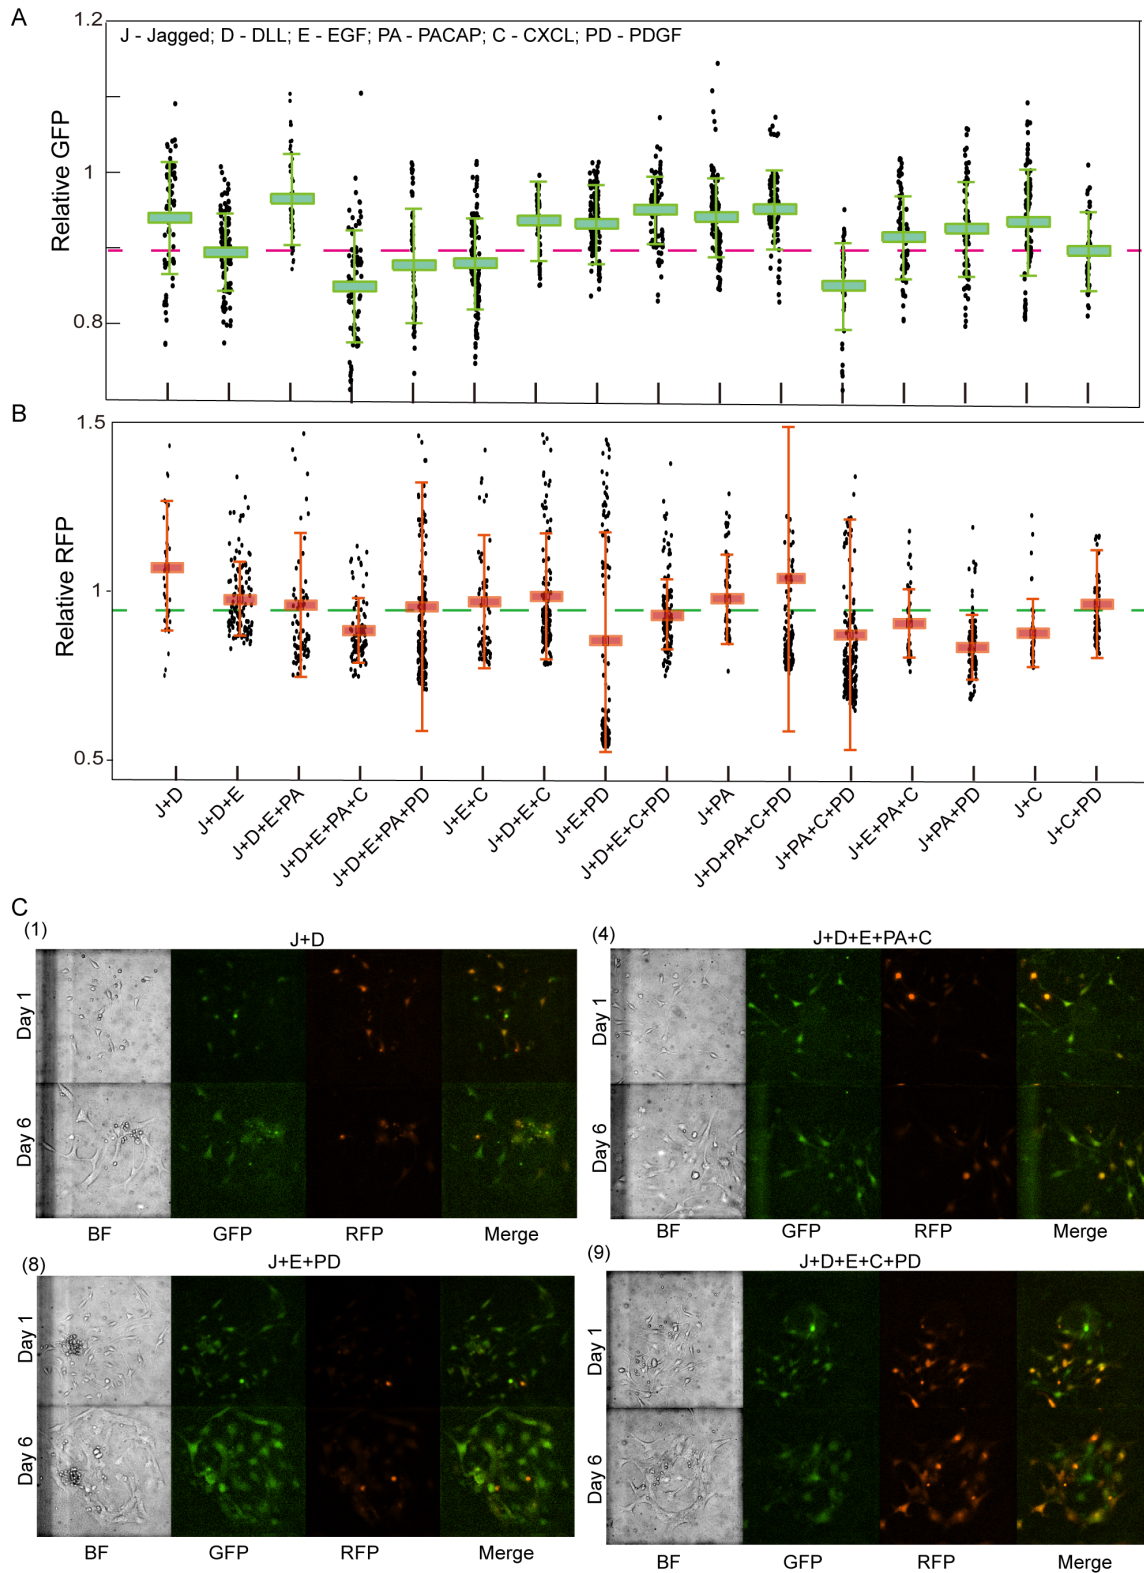 A
1.2
J - Jagged; D - DLL; E - EGF; PA - PACAP; C - CXCL; PD - PDGF
Relative GFP
1
0.8
B
1.5
Relative RFP
1
0.5
J+D
J+D+E
J+D+E+PA
J+D+E+PA+C
J+D+E+PA+PD
J+E+C
J+D+E+C
J+E+PD
J+D+E+C+PD
J+PA
J+D+PA+C+PD
J+PA+C+PD
J+E+PA+C
J+PA+PD
J+C
J+C+PD
C
(1)
J+D
Day 1
Day 6
BF GFP RFP Merge
(4)
J+D+E+PA+C
Day 1
Day 6
BF GFP RFP Merge
(8)
J+E+PD
Day 1
Day 6
BF GFP RFP Merge
(9)
J+D+E+C+PD
Day 1
Day 6
BF GFP RFP Merge